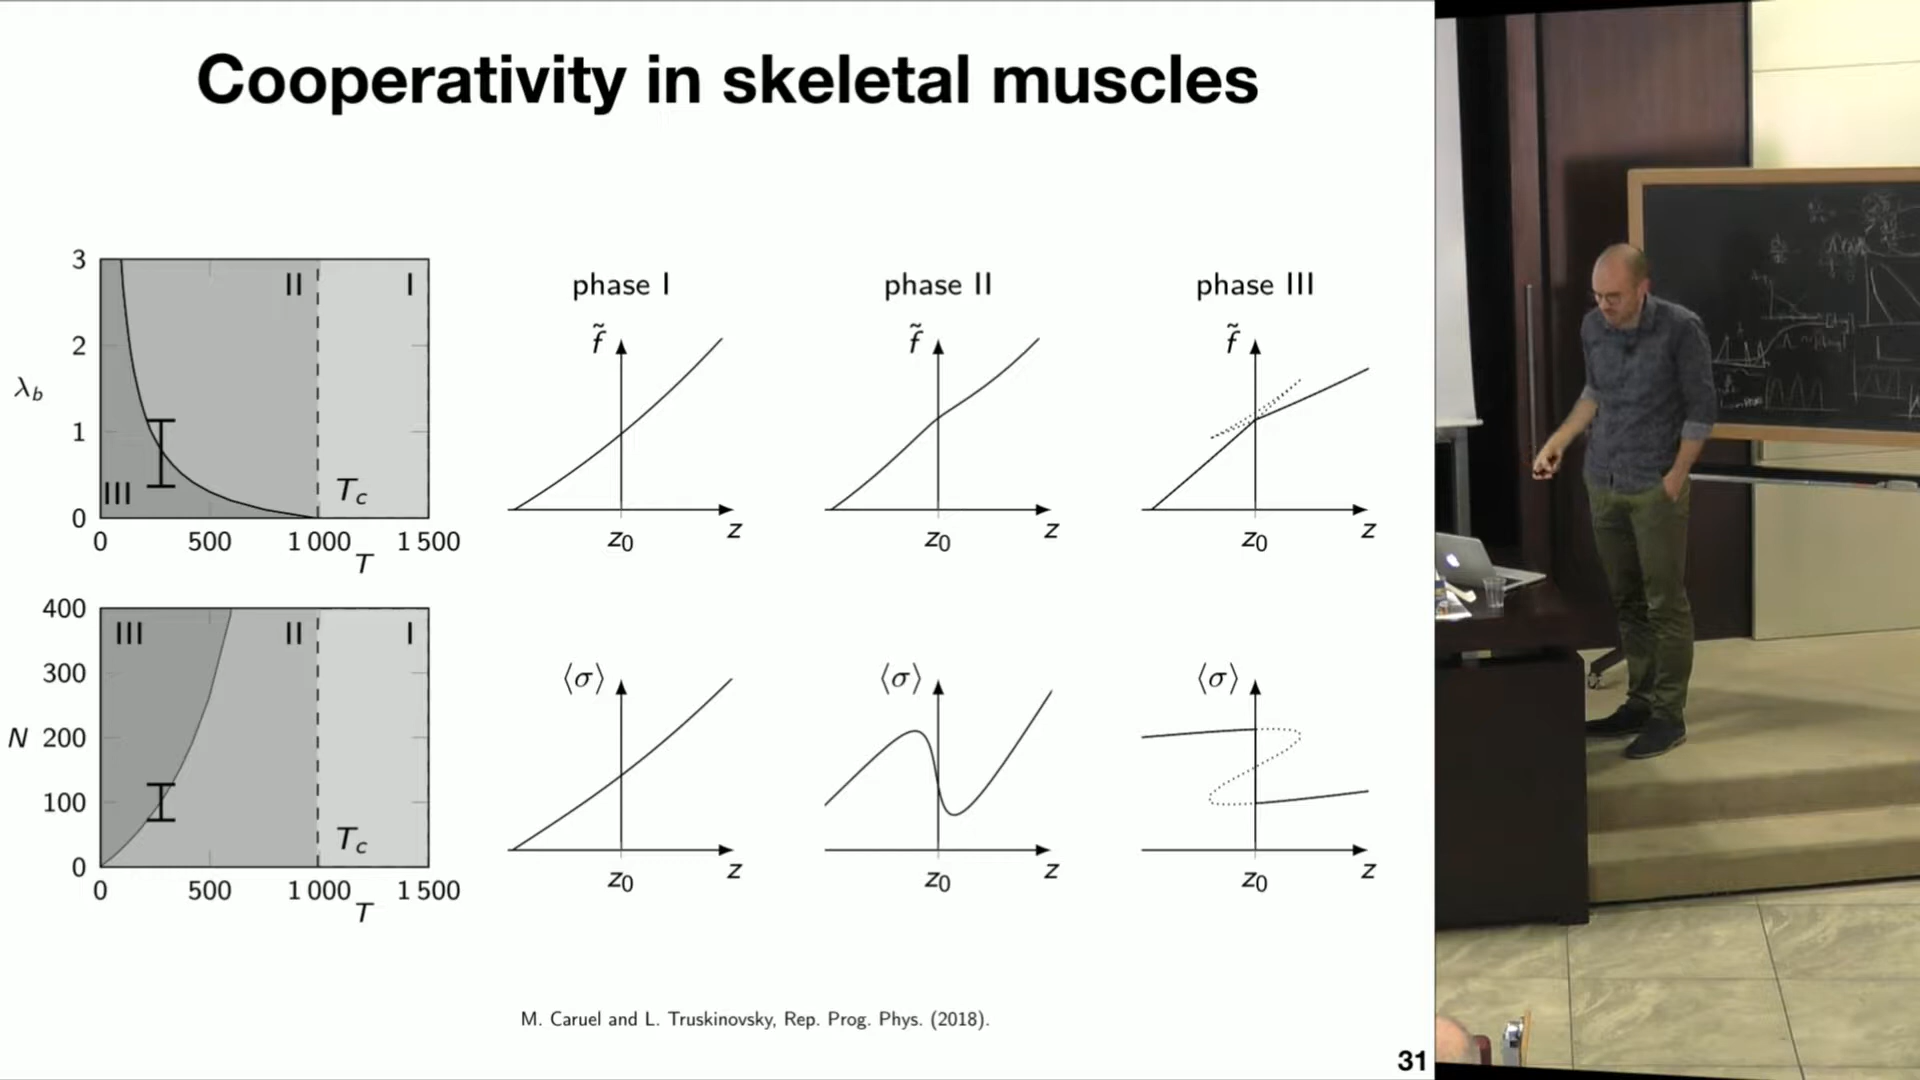 Cooperativity in skeletal muscles
3
II
I
2
λb
1
III
Tc
0
0
500
1 000
1 500
T
phase I
f̃
z0
z
phase II
f̃
z0
z
phase III
f̃
z0
z
400
III
II
I
300
N
200
100
Tc
0
0
500
1 000
1 500
T
⟨σ⟩
z0
z
⟨σ⟩
z0
z
⟨σ⟩
z0
z
M. Caruel and L. Truskinovsky, Rep. Prog. Phys. (2018).
31